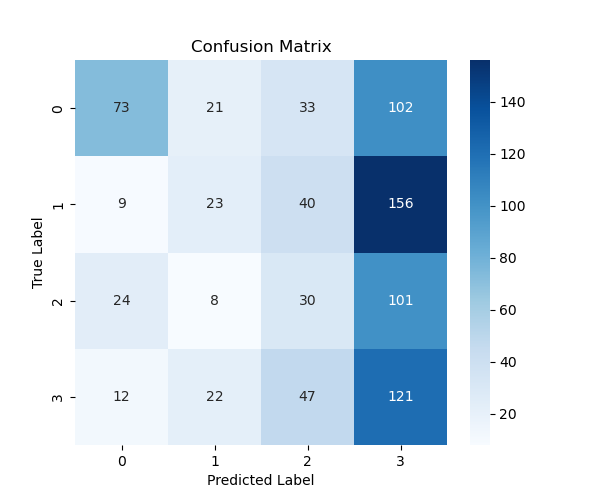 Confusion Matrix
0 73 21 33 102
1 9 23 40 156
2 24 8 30 101
3 12 22 47 121
0 1 2 3
True Label
Predicted Label
140
120
100
80
60
40
20